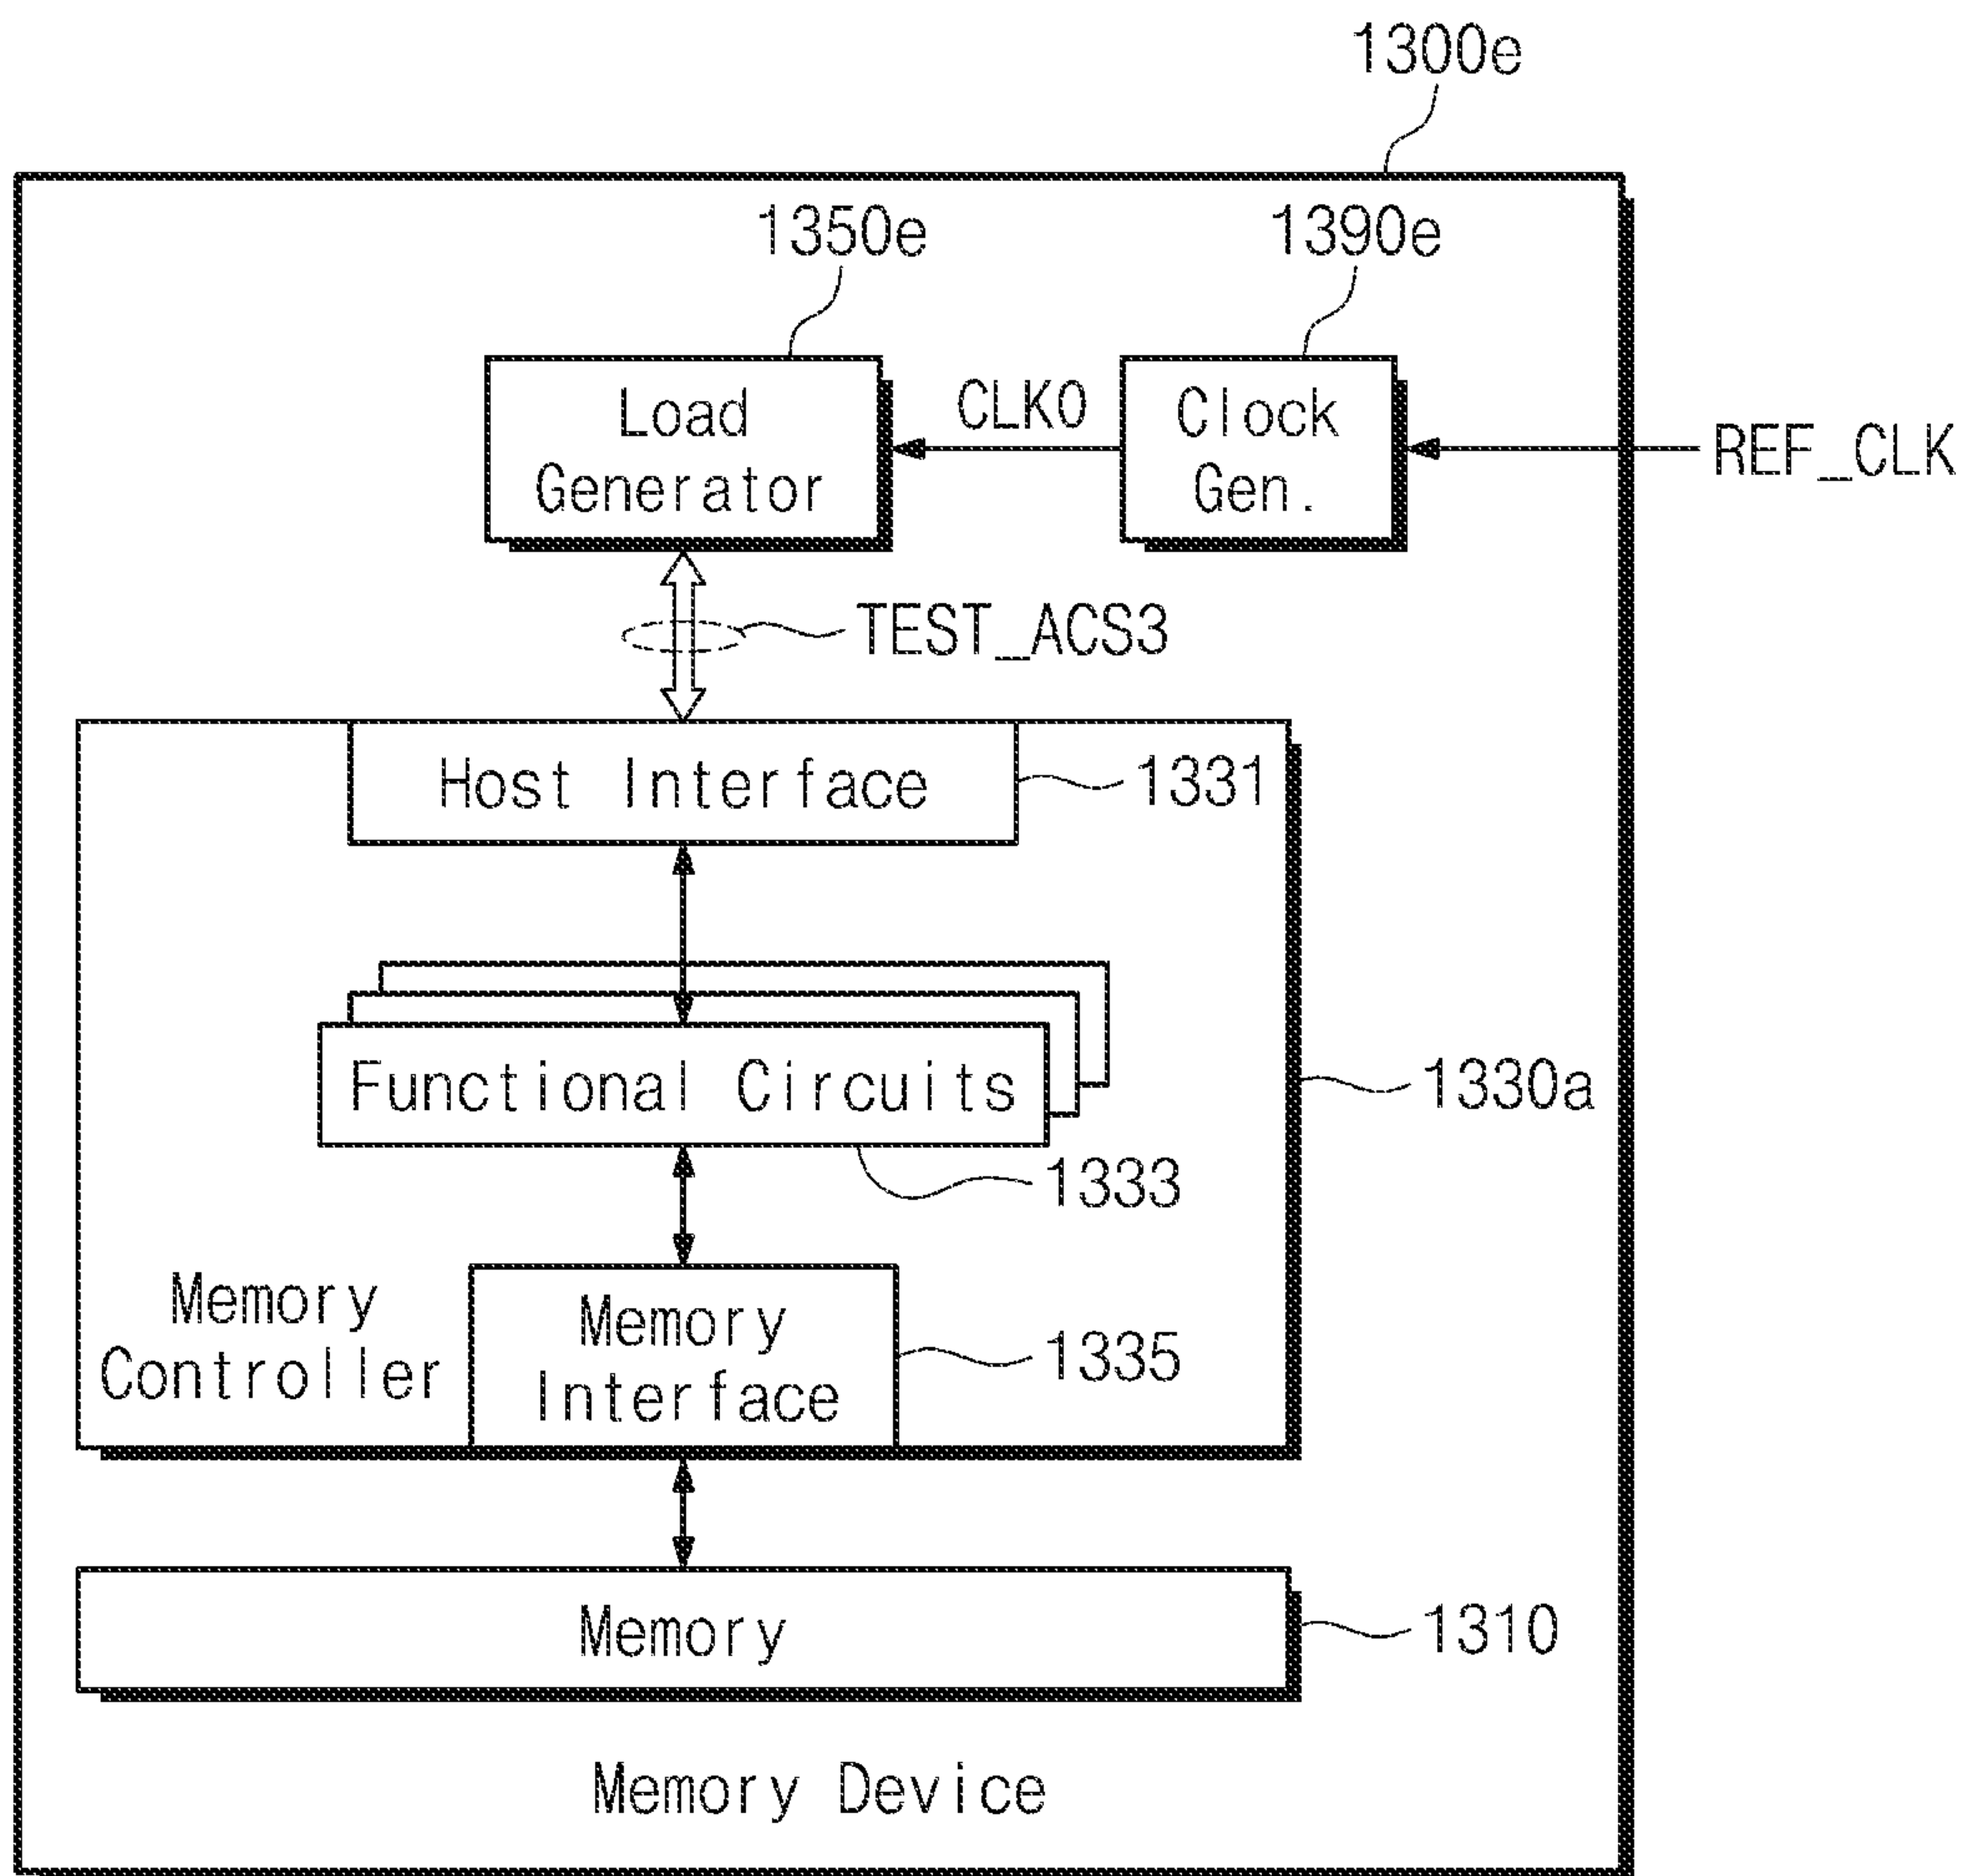 1300e
1350e
1390e
Load
Generator
CLK0
Clock
Gen.
REF_CLK
TEST_ACS3
Host Interface
1331
Functional Circuits
1330a
1333
Memory
Controller
Memory
Interface
1335
Memory
1310
Memory Device